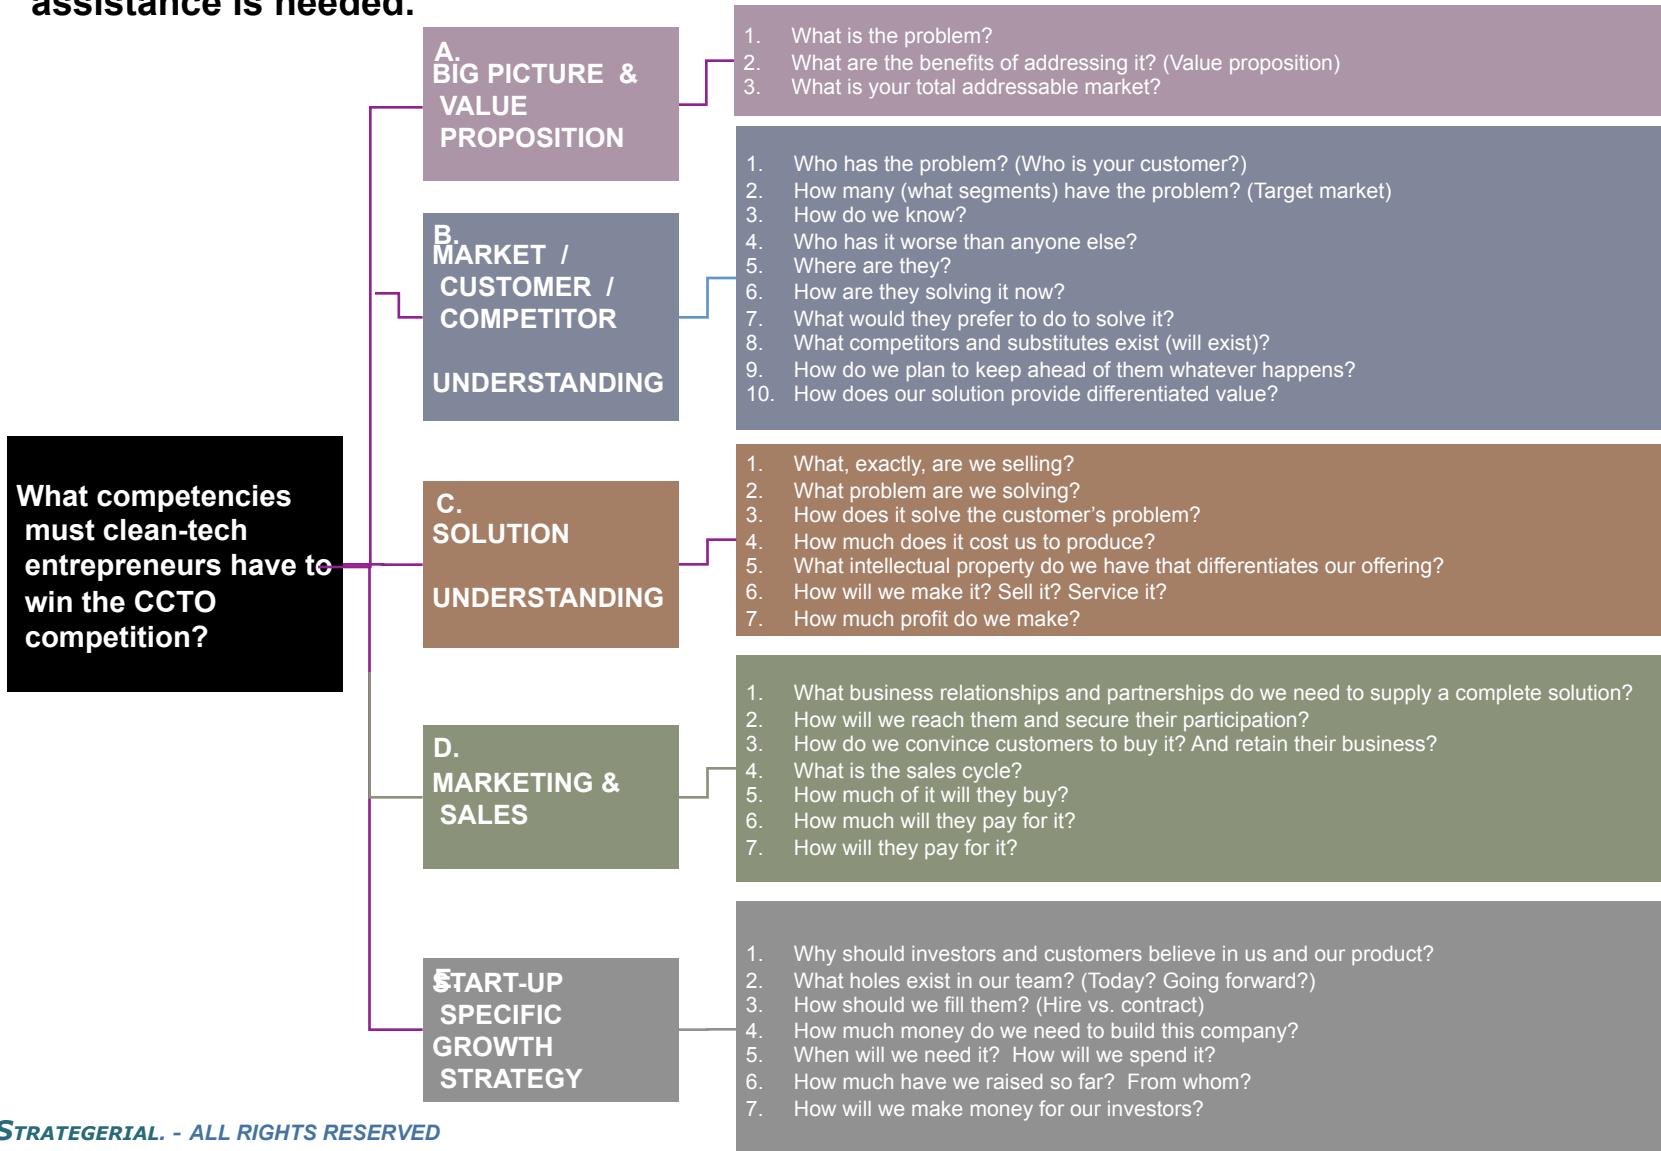 assistance is needed.
What competencies
must clean-tech
entrepreneurs have to
win the CCTO
competition?
A.
BIG PICTURE &
VALUE
PROPOSITION
1. What is the problem?
2. What are the benefits of addressing it? (Value proposition)
3. What is your total addressable market?
B.
MARKET /
CUSTOMER /
COMPETITOR
UNDERSTANDING
1. Who has the problem? (Who is your customer?)
2. How many (what segments) have the problem? (Target market)
3. How do we know?
4. Who has it worse than anyone else?
5. Where are they?
6. How are they solving it now?
7. What would they prefer to do to solve it?
8. What competitors and substitutes exist (will exist)?
9. How do we plan to keep ahead of them whatever happens?
10. How does our solution provide differentiated value?
C.
SOLUTION
UNDERSTANDING
1. What, exactly, are we selling?
2. What problem are we solving?
3. How does it solve the customer’s problem?
4. How much does it cost us to produce?
5. What intellectual property do we have that differentiates our offering?
6. How will we make it? Sell it? Service it?
7. How much profit do we make?
D.
MARKETING &
SALES
1. What business relationships and partnerships do we need to supply a complete solution?
2. How will we reach them and secure their participation?
3. How do we convince customers to buy it? And retain their business?
4. What is the sales cycle?
5. How much of it will they buy?
6. How much will they pay for it?
7. How will they pay for it?
E.
START-UP
SPECIFIC
GROWTH
STRATEGY
1. Why should investors and customers believe in us and our product?
2. What holes exist in our team? (Today? Going forward?)
3. How should we fill them? (Hire vs. contract)
4. How much money do we need to build this company?
5. When will we need it? How will we spend it?
6. How much have we raised so far? From whom?
7. How will we make money for our investors?
STRATEGERIAL. - ALL RIGHTS RESERVED